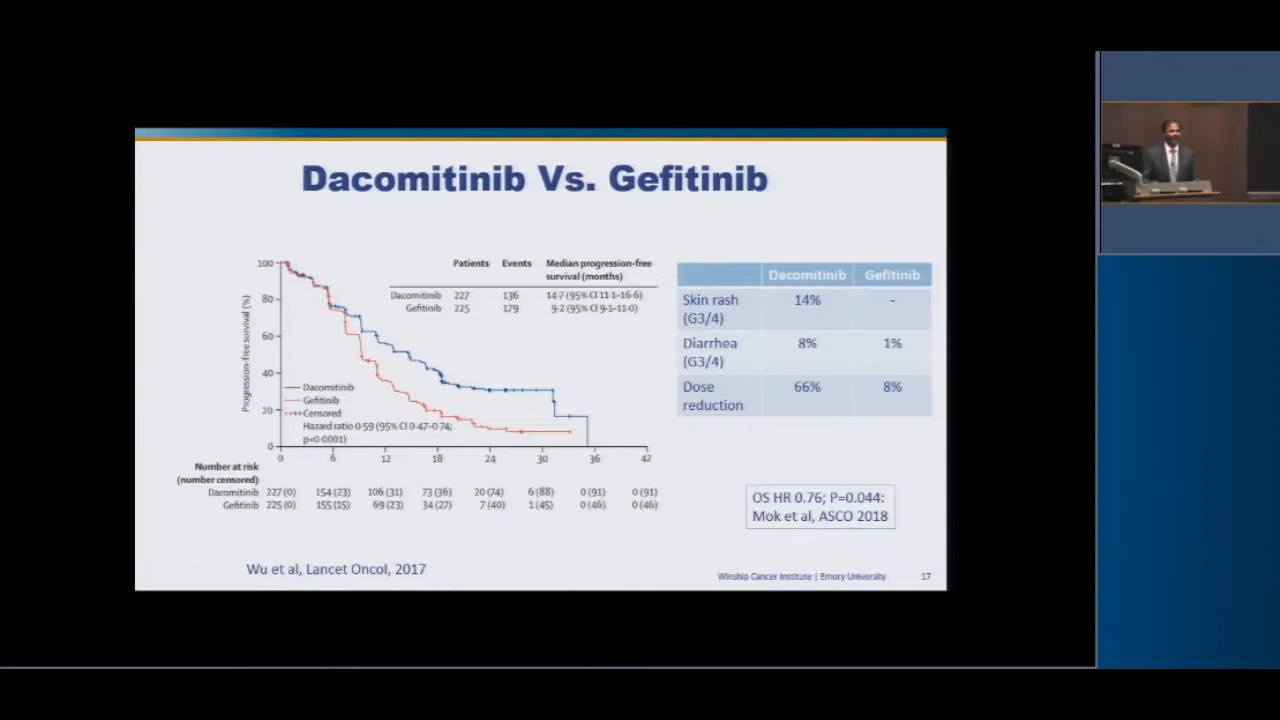 Dacomitinib Vs. Gefitinib
Patients Events Median progression-free
survival (months)
Dacomitinib 227 136 14·7 (95% CI 11·1–16·6)
Gefitinib 225 179 9·2 (95% CI 9·1–11·0)
Progression-free survival (%)
100
80
60
40
20
0
Dacomitinib
Gefitinib
Censored
Hazard ratio 0·59 (95% CI 0·47–0·74;
p<0·0001)
0 6 12 18 24 30 36 42
Number at risk
(number censored)
Dacomitinib 227 (0) 154 (23) 106 (31) 73 (36) 20 (74) 6 (88) 0 (91) 0 (91)
Gefitinib 225 (0) 155 (15) 69 (23) 34 (27) 7 (40) 1 (45) 0 (46) 0 (46)
Dacomitinib Gefitinib
Skin rash (G3/4) 14% -
Diarrhea (G3/4) 8% 1%
Dose reduction 66% 8%
OS HR 0.76; P=0.044:
Mok et al, ASCO 2018
Wu et al, Lancet Oncol, 2017
Winship Cancer Institute | Emory University 17